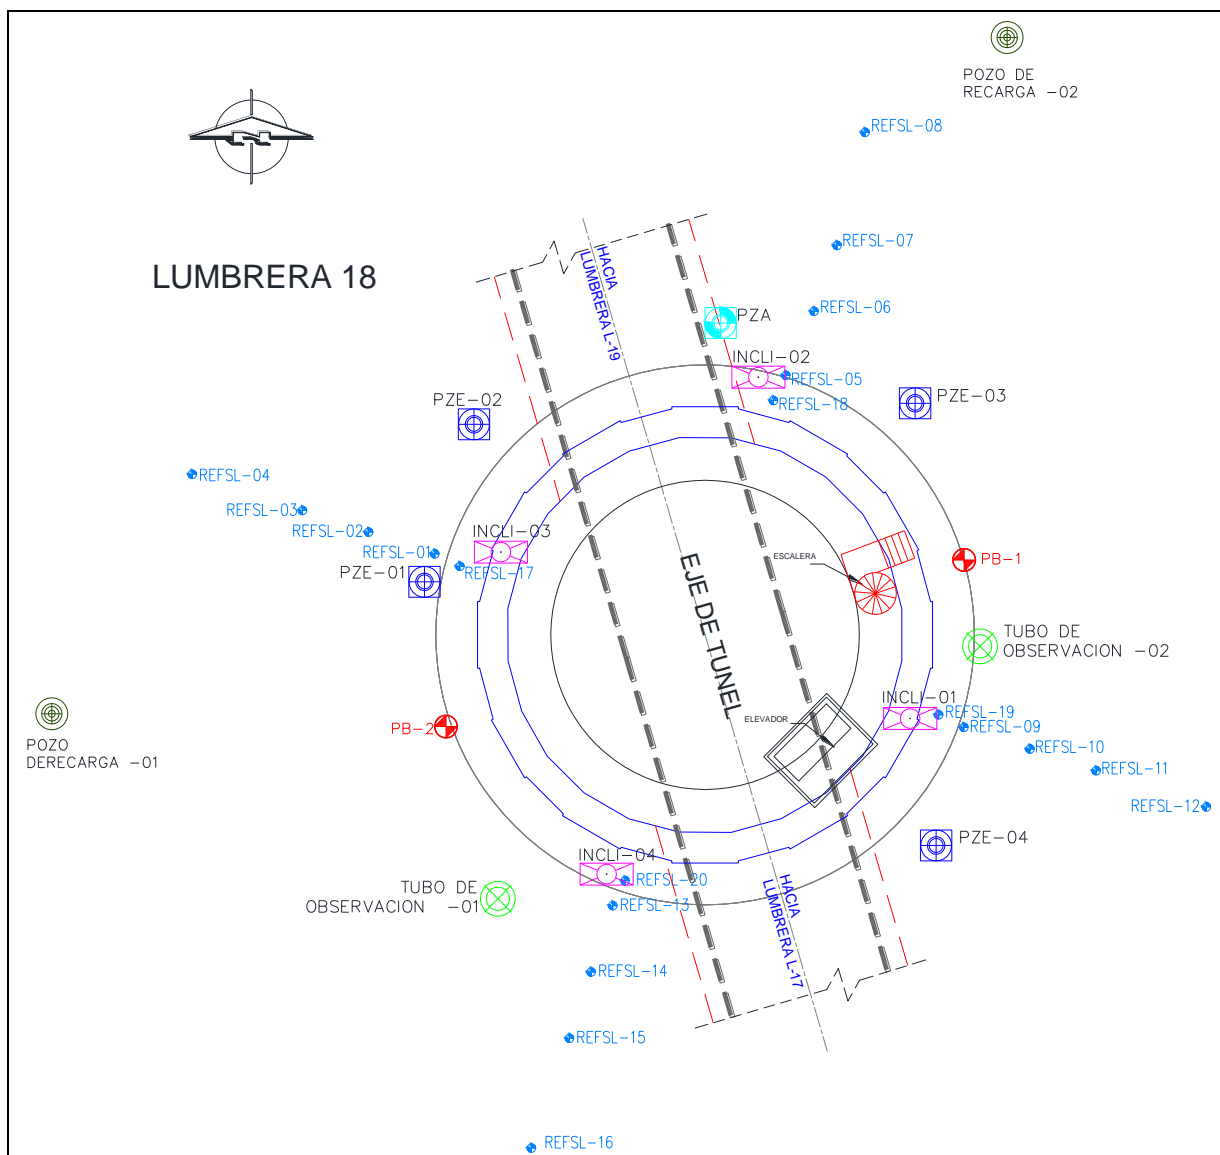 POZO DE
RECARGA -02
REFSL-08
N
LUMBRERA 18
REFSL-07
HACIA
LUMBRERA L-19
REFSL-06
PZA
INCLI-02
REFSL-05
REFSL-18
PZE-02
PZE-03
REFSL-04
REFSL-03
REFSL-02
REFSL-01
INCLI-03
REFSL-17
PZE-01
ESCALERA
PB-1
EJE DE TUNEL
TUBO DE
OBSERVACION -02
INCLI-01
REFSL-19
REFSL-09
ELEVADOR
PB-2
POZO
DERECARGA -01
REFSL-10
REFSL-11
REFSL-12
PZE-04
INCLI-04
REFSL-20
TUBO DE
OBSERVACION -01
REFSL-13
HACIA
LUMBRERA L-17
REFSL-14
REFSL-15
REFSL-16